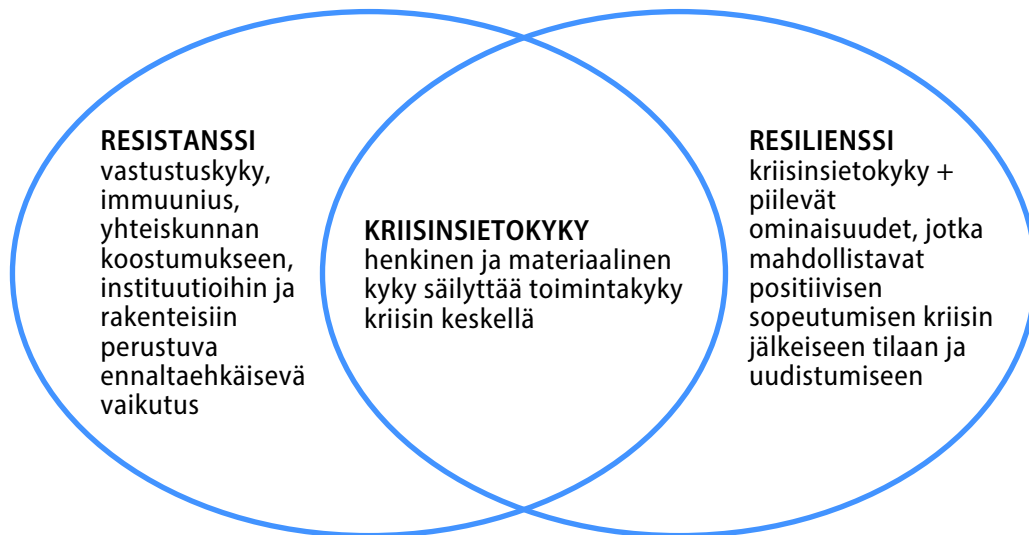 RESISTANSSI
vastustuskyky,
immuunius,
yhteiskunnan
koostumukseen,
instituutioihin ja
rakenteisiin
perustuva
ennaltaehkäisevä
vaikutus
KRIISINSIETOKYKY
henkinen ja materiaalinen
kyky säilyttää toimintakyky
kriisin keskellä
RESILIENSSI
kriisinsietokyky +
piilevät
ominaisuudet, jotka
mahdollistavat
positiivisen
sopeutumisen kriisin
jälkeiseen tilaan ja
uudistumiseen